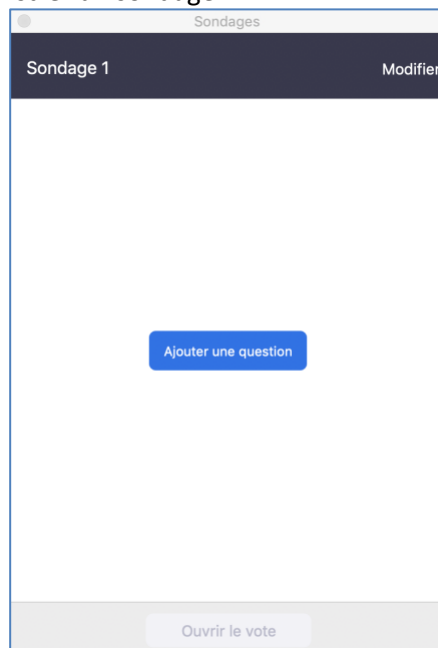 Sondages
Sondage 1 Modifier
Ajouter une question
Ouvrir le vote